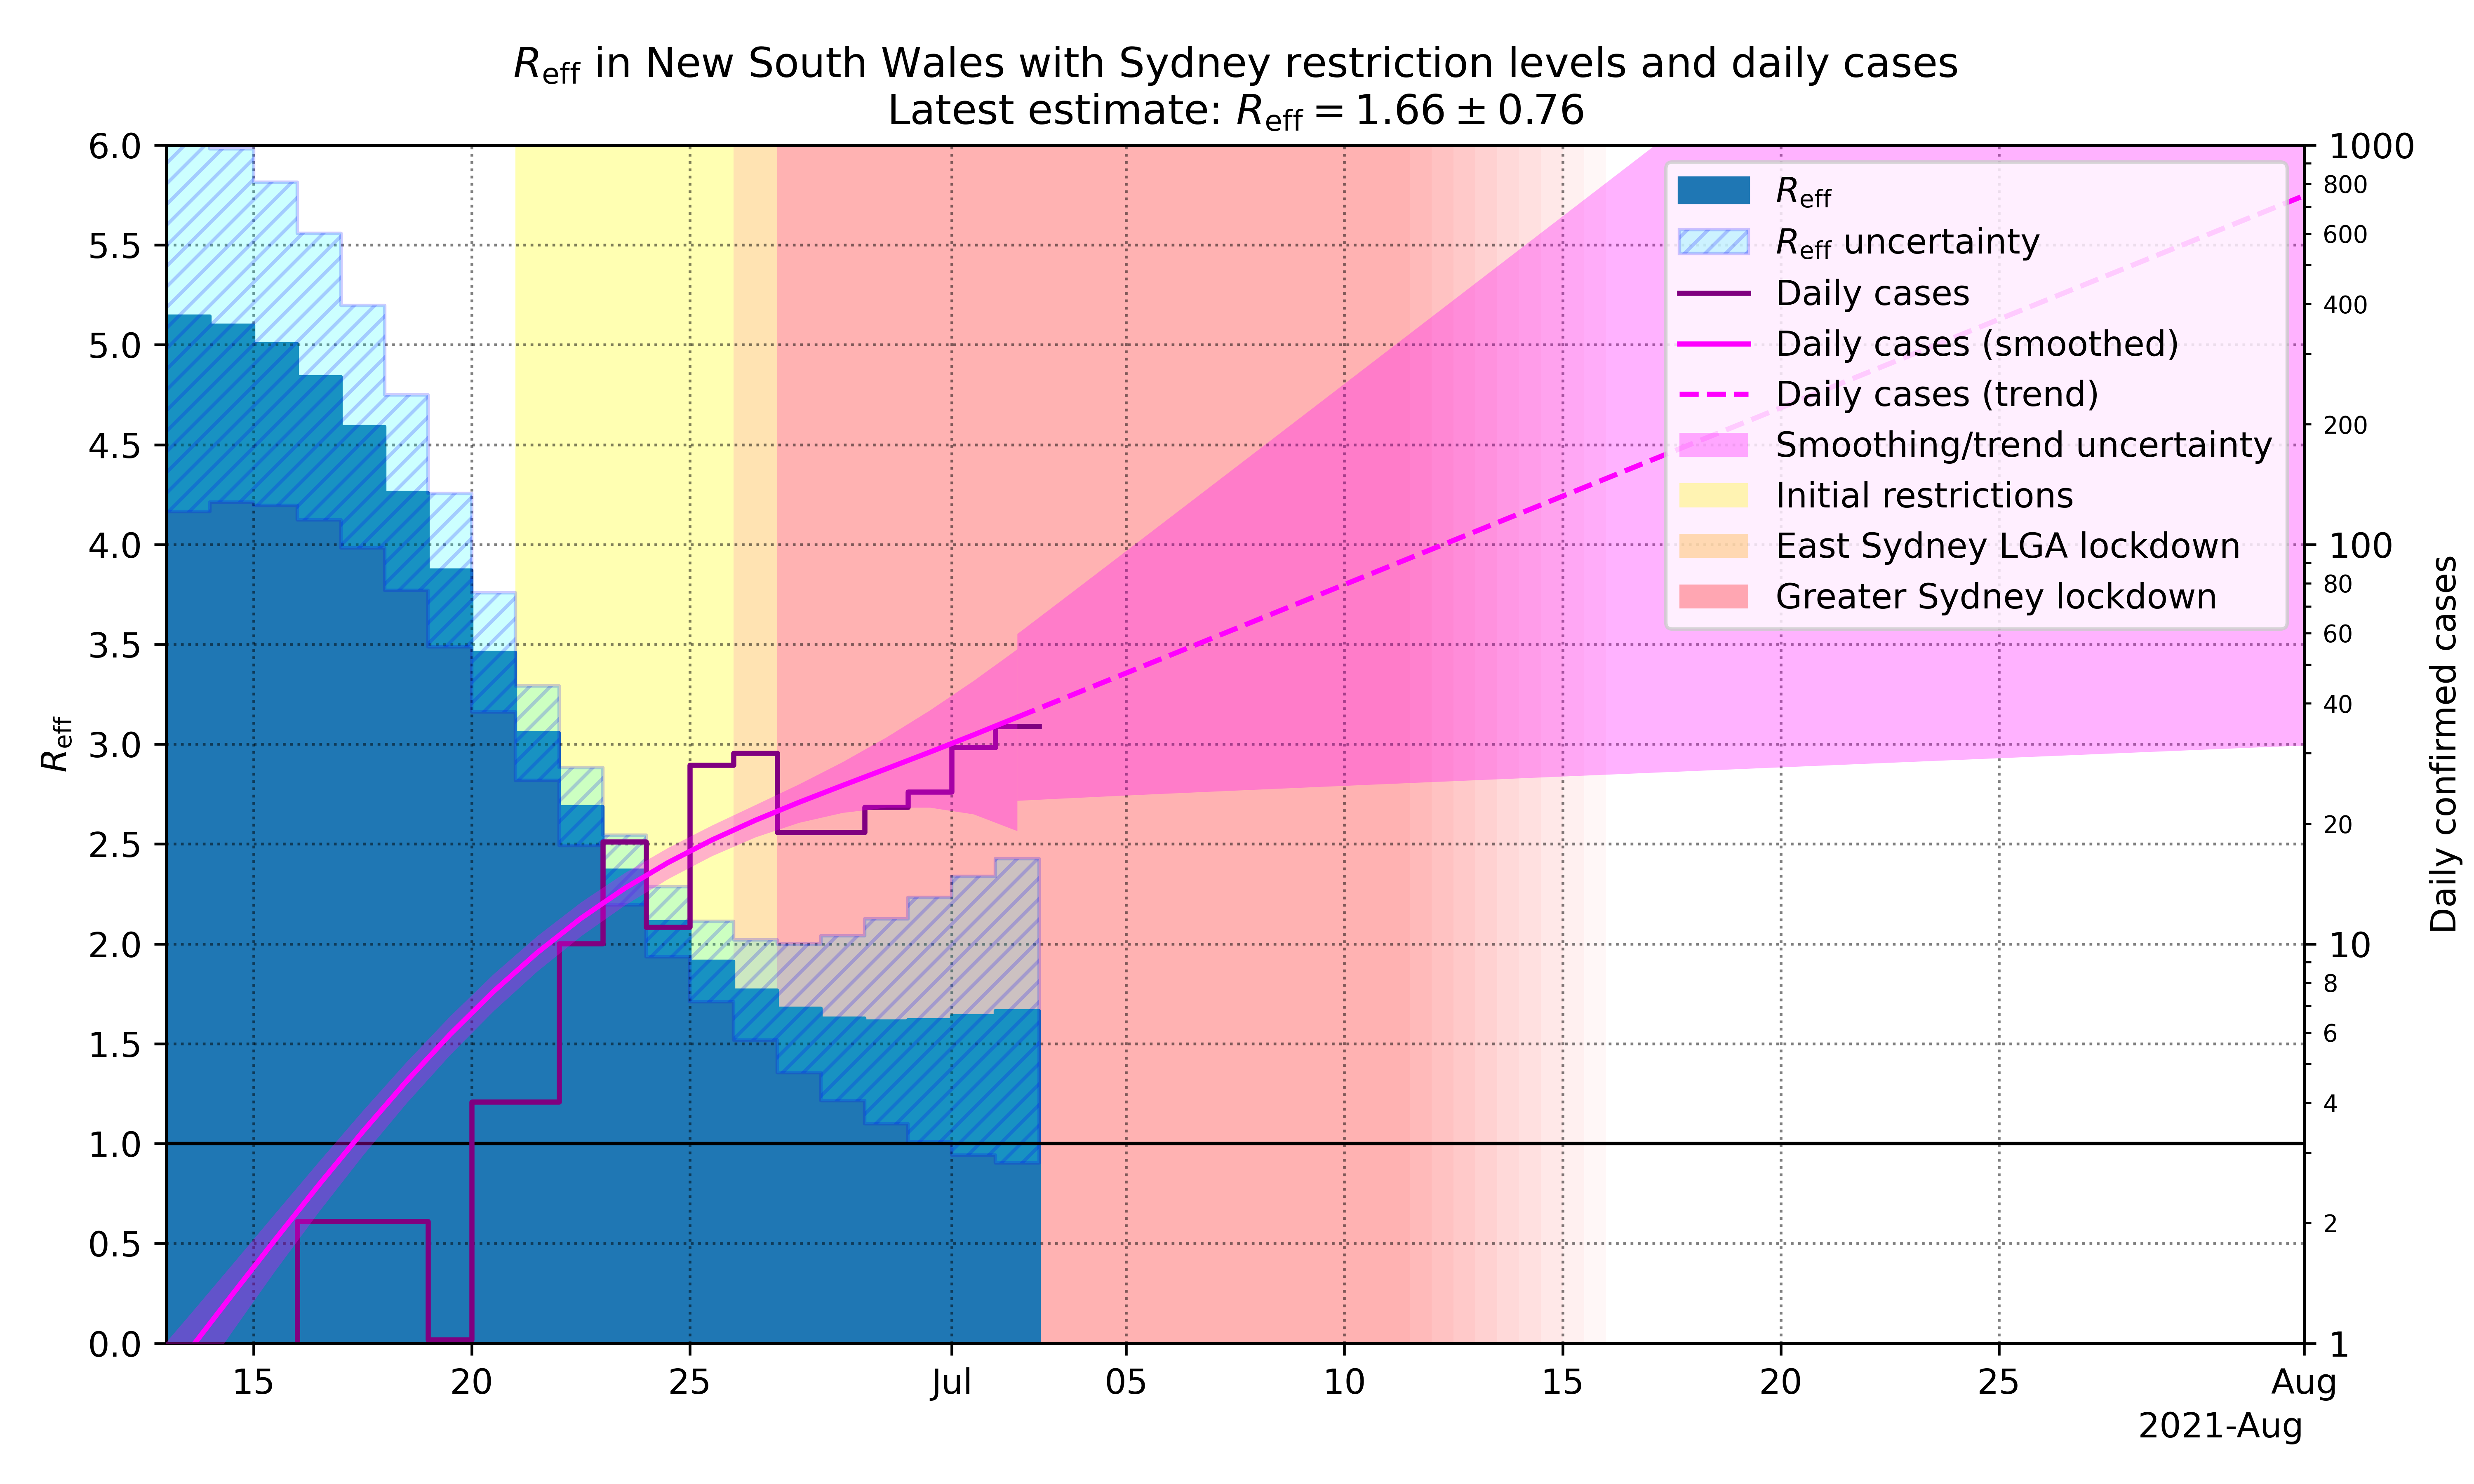 R_eff in New South Wales with Sydney restriction levels and daily cases
Latest estimate: R_eff = 1.66 ± 0.76
R_eff
6.0
5.5
5.0
4.5
4.0
3.5
3.0
2.5
2.0
1.5
1.0
0.5
0.0
R_eff
R_eff uncertainty
Daily cases
Daily cases (smoothed)
Daily cases (trend)
Smoothing/trend uncertainty
Initial restrictions
East Sydney LGA lockdown
Greater Sydney lockdown
1000
800
600
400
200
100
80
60
40
20
10
8
6
4
2
1
Daily confirmed cases
15 20 25 Jul 05 10 15 20 25 Aug
2021-Aug